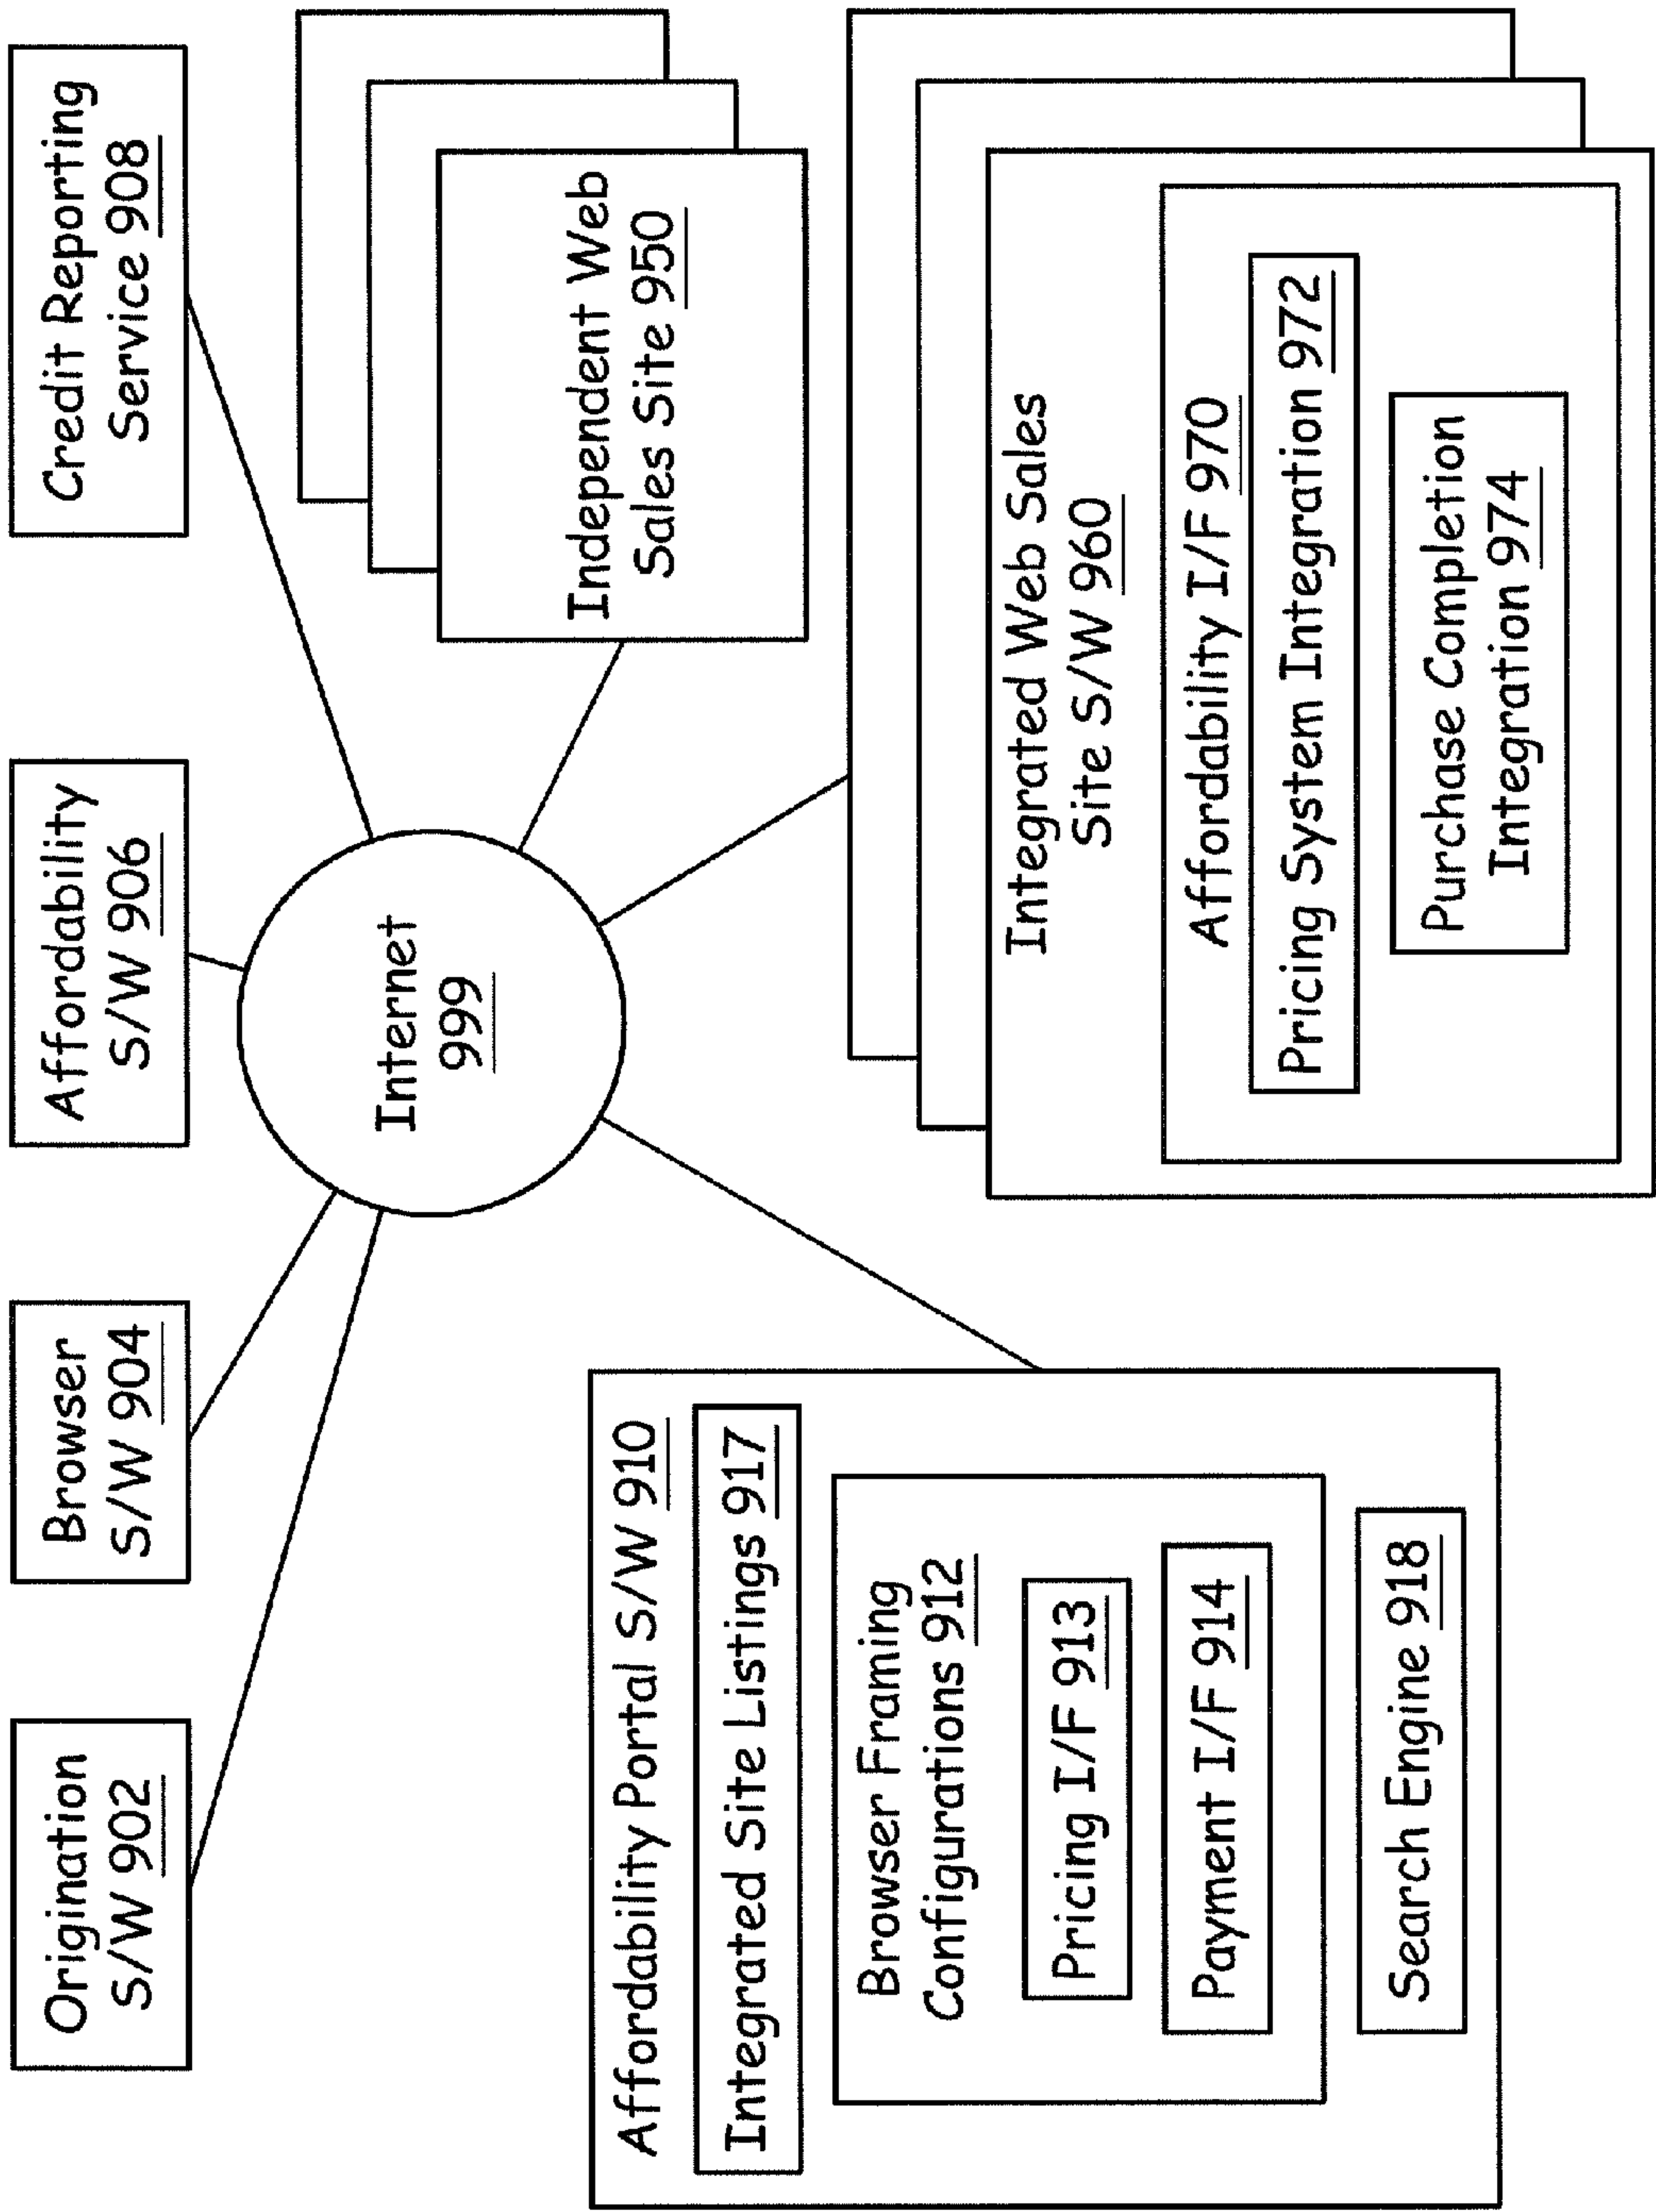 Origination
S/W 902
Browser
S/W 904
Affordability
S/W 906
Credit Reporting
Service 908
Internet
999
Independent Web
Sales Site 950
Affordability Portal S/W 910
Integrated Site Listings 917
Browser Framing
Configurations 912
Pricing I/F 913
Payment I/F 914
Search Engine 918
Integrated Web Sales
Site S/W 960
Affordability I/F 970
Pricing System Integration 972
Purchase Completion
Integration 974